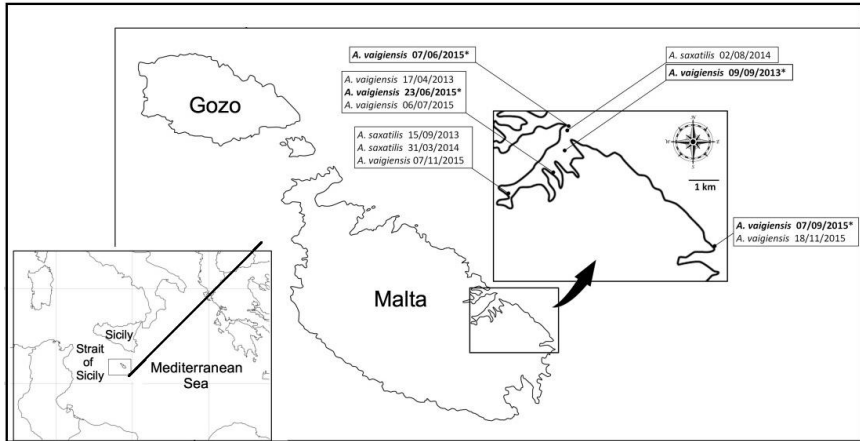 A. vaigiensis 07/06/2015*
A. saxatilis 02/08/2014
A. vaigiensis 09/09/2013*
A. vaigiensis 17/04/2013
A. vaigiensis 23/06/2015*
A. vaigiensis 06/07/2015
A. saxatilis 15/09/2013
A. saxatilis 31/03/2014
A. vaigiensis 07/11/2015
Gozo
N
W
E
S
1 km
A. vaigiensis 07/09/2015*
A. vaigiensis 18/11/2015
Malta
Sicily
Strait
of
Sicily
Mediterranean
Sea